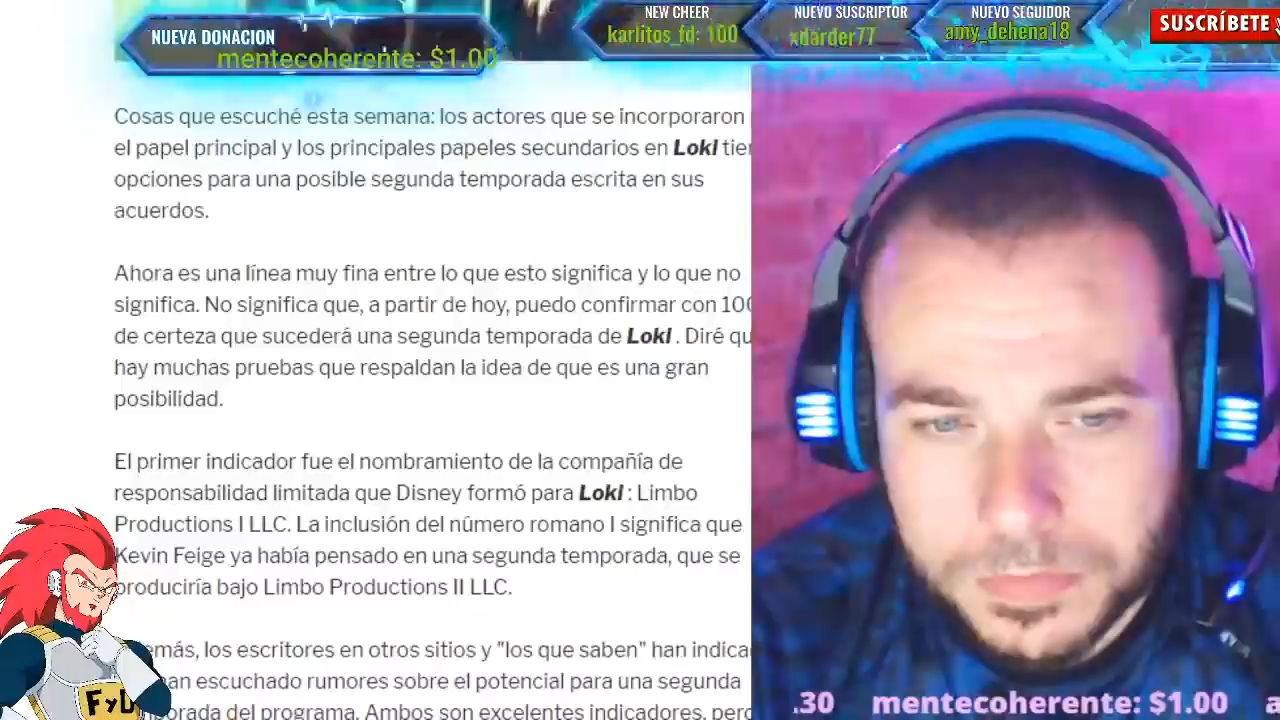 NUEVA DONACION
mentecoherente: $1.00
NEW CHEER
karlitos_fd: 100
NUEVO SUSCRIPTOR
xdarder77
NUEVO SEGUIDOR
amy_dehena18
SUSCRÍBETE
Cosas que escuché esta semana: los actores que se incorporaron
el papel principal y los principales papeles secundarios en Loki
opciones para una posible segunda temporada escrita en sus
acuerdos.
Ahora es una línea muy fina entre lo que esto significa y lo que no
significa. No significa que, a partir de hoy, puedo confirmar con 100
de certeza que sucederá una segunda temporada de Loki . Diré
hay muchas pruebas que respaldan la idea de que es una gran
posibilidad.
El primer indicador fue el nombramiento de la compañía de
responsabilidad limitada que Disney formó para Loki : Limbo
Productions I LLC. La inclusión del número romano I significa que
Kevin Feige ya había pensado en una segunda temporada, que se
produciría bajo Limbo Productions II LLC.
los escritores en otros sitios y "los que saben" han
escuchado rumores sobre el potencial para una segunda
del programa. Ambos son excelentes indicadores, pero
FyD
.30 mentecoherente: $1.00